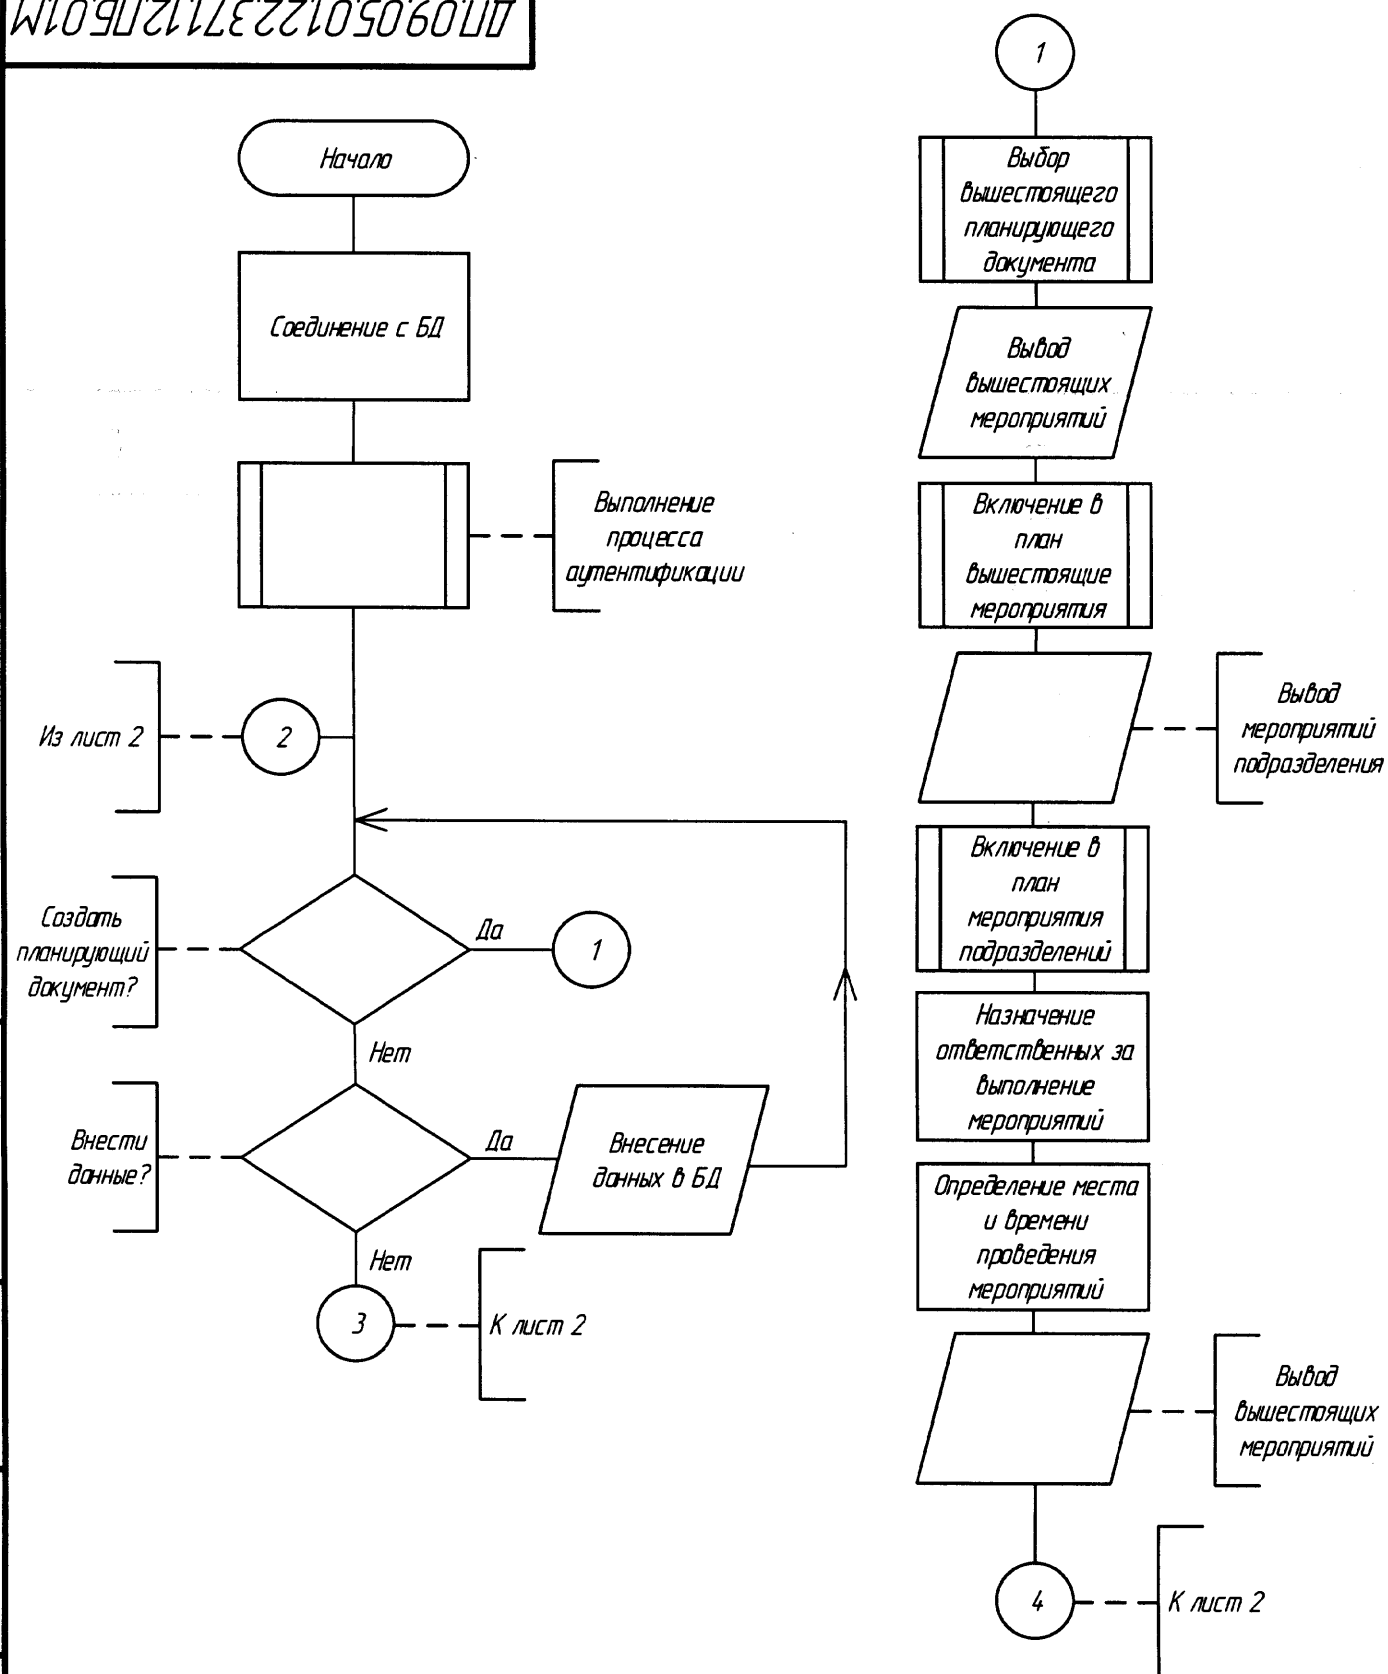 ДП.09.05.01.22.371.12.ПБ.01М
Начало
Соединение с БД
Выполнение
процесса
аутентификации
Из лист 2
2
Создать
планирующий
документ?
Да
1
Нет
Внести
данные?
Да
Внесение
данных в БД
Нет
3
К лист 2
1
Выбор
вышестоящего
планирующего
документа
Вывод
вышестоящих
мероприятий
Включение в
план
вышестоящие
мероприятия
Вывод
мероприятий
подразделения
Включение в
план
мероприятия
подразделений
Назначение
ответственных за
выполнение
мероприятий
Определение места
и времени
проведения
мероприятий
Вывод
вышестоящих
мероприятий
4
К лист 2